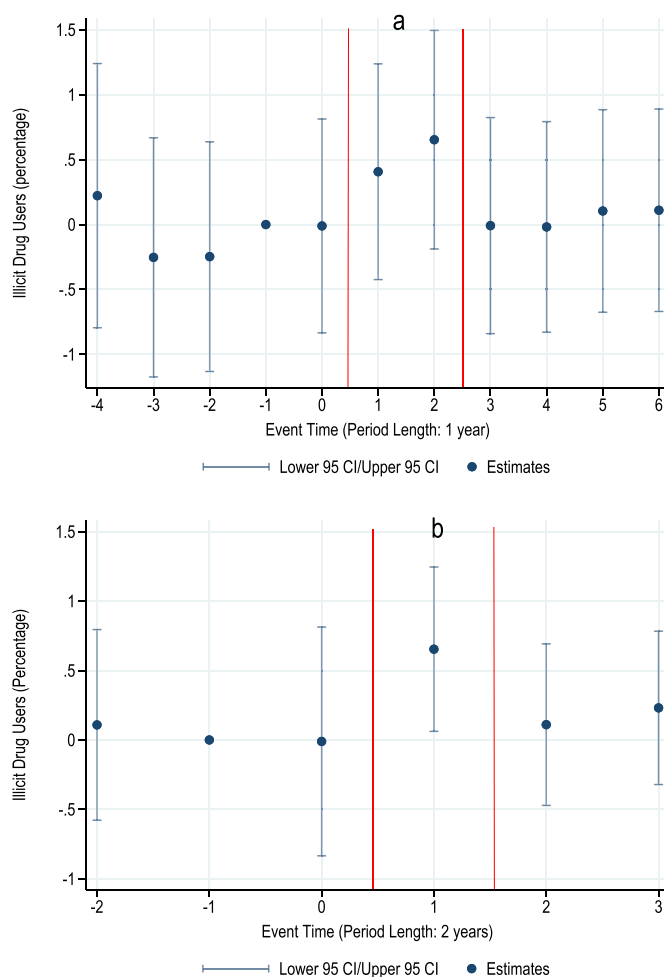 a
1.5
1
.5
0
-.5
-1
Illicit Drug Users (percentage)
-4 -3 -2 -1 0 1 2 3 4 5 6
Event Time (Period Length: 1 year)
Lower 95 CI/Upper 95 CI Estimates
b
1.5
1
.5
0
-.5
-1
Illicit Drug Users (Percentage)
-2 -1 0 1 2 3
Event Time (Period Length: 2 years)
Lower 95 CI/Upper 95 CI Estimates